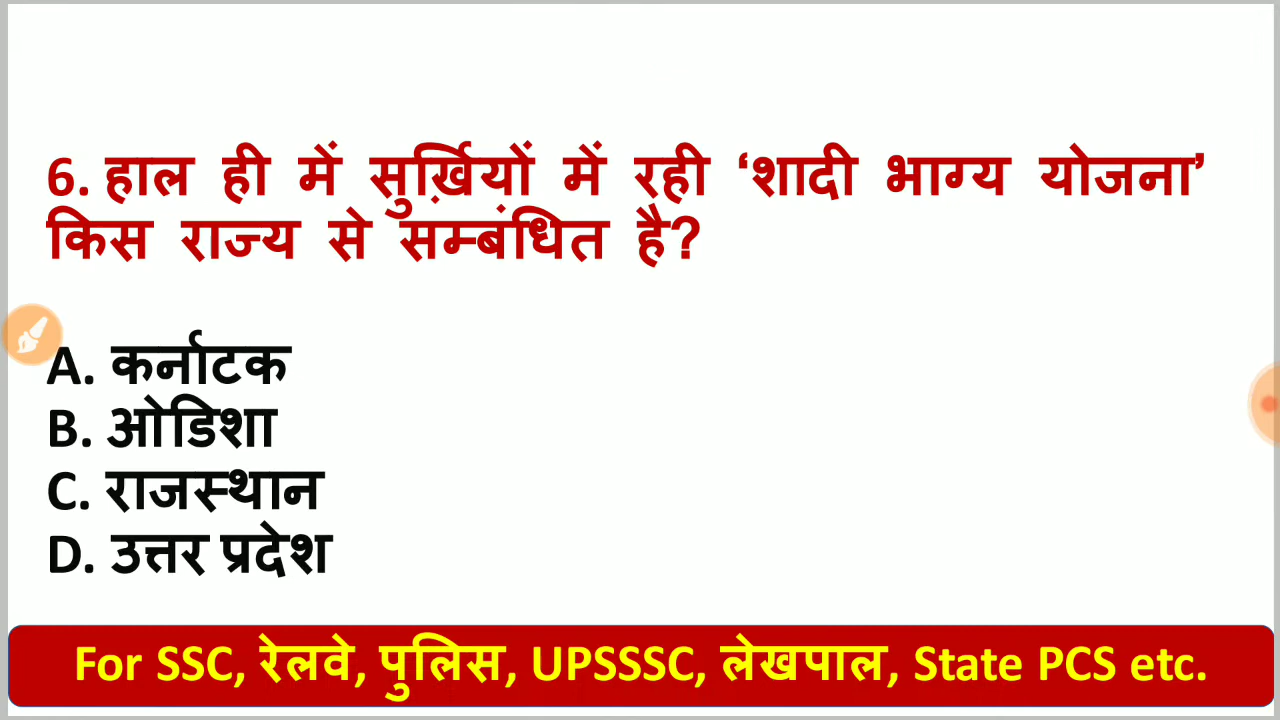 6. हाल ही में सुर्ख़ियों में रही ‘शादी भाग्य योजना’
किस राज्य से सम्बंधित है?
A. कर्नाटक
B. ओडिशा
C. राजस्थान
D. उत्तर प्रदेश
For SSC, रेलवे, पुलिस, UPSSSC, लेखपाल, State PCS etc.